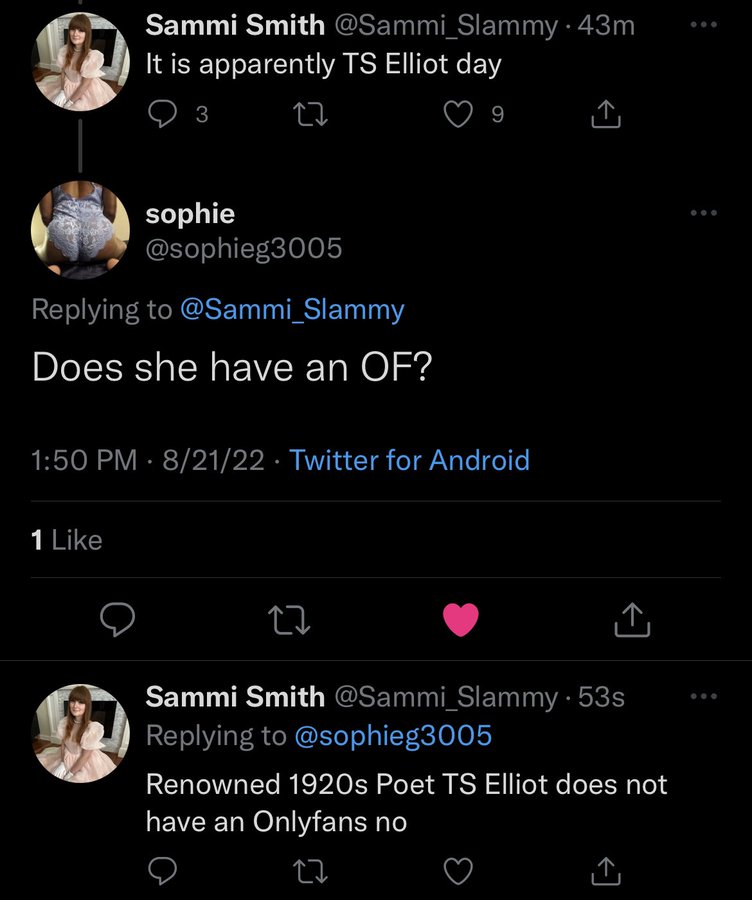 Sammi Smith @Sammi_Slammy · 43m
It is apparently TS Elliot day
3 9
sophie
@sophieg3005
Replying to @Sammi_Slammy
Does she have an OF?
1:50 PM · 8/21/22 · Twitter for Android
1 Like
Sammi Smith @Sammi_Slammy · 53s
Replying to @sophieg3005
Renowned 1920s Poet TS Elliot does not
have an Onlyfans no